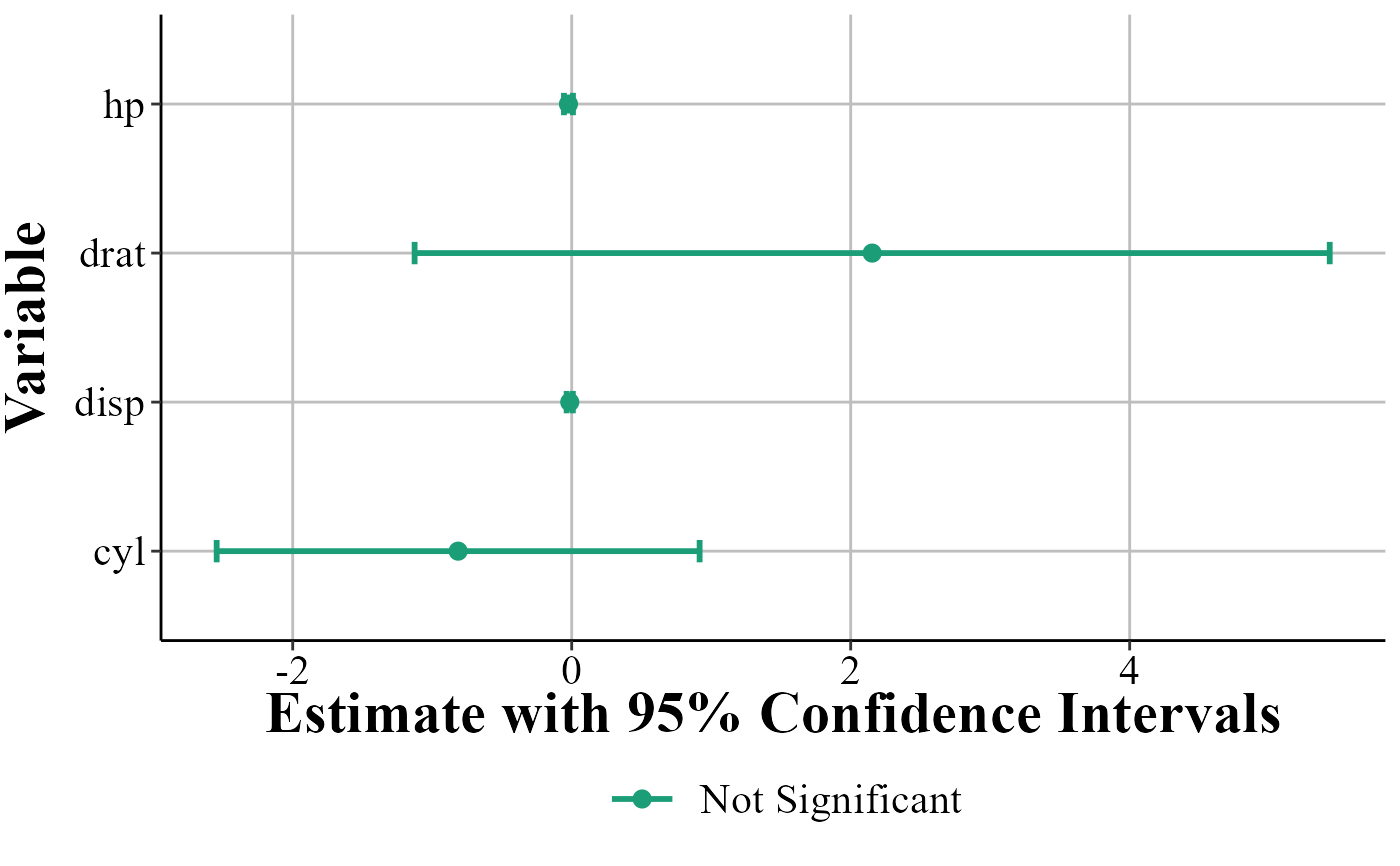 Variable
hp
drat
disp
cyl
-2 0 2 4
Estimate with 95% Confidence Intervals
Not Significant